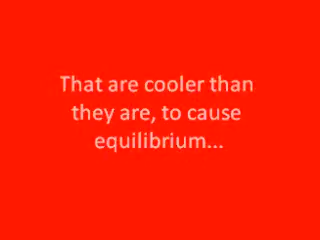 That are cooler than
they are, to cause
equilibrium...